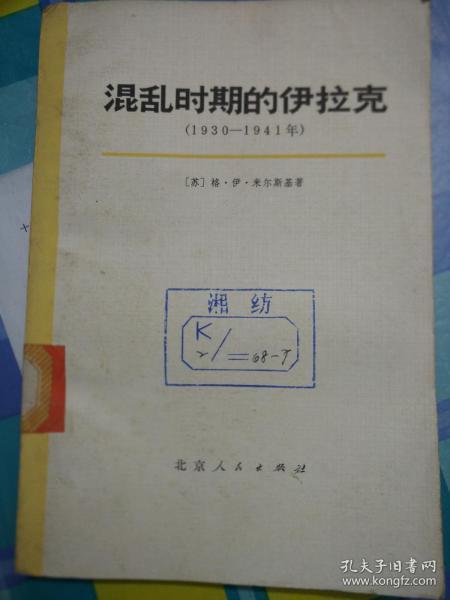 混乱时期的伊拉克
(1930—1941年)
〔苏〕格·伊·米尔斯基著
湘纺
K
北京人民出版社
孔夫子旧书网
www.kongfz.com